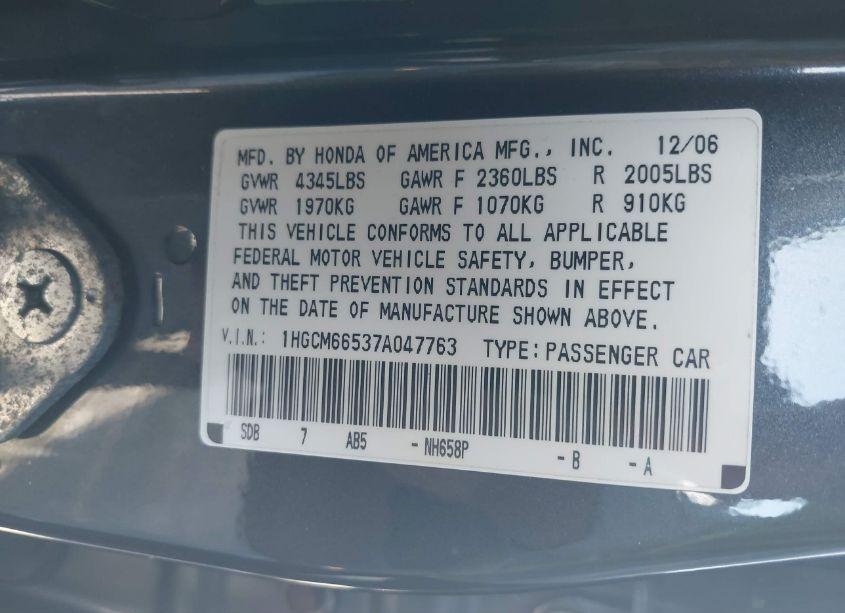 MFD. BY HONDA OF AMERICA MFG., INC. 12/06
GVWR 4345LBS GAWR F 2360LBS R 2005LBS
GVWR 1970KG GAWR F 1070KG R 910KG
THIS VEHICLE CONFORMS TO ALL APPLICABLE
FEDERAL MOTOR VEHICLE SAFETY, BUMPER,
AND THEFT PREVENTION STANDARDS IN EFFECT
ON THE DATE OF MANUFACTURE SHOWN ABOVE.
V.I.N.: 1HGCM66537A047763 TYPE: PASSENGER CAR
SDB 7 AB5 - NH658P - B - A